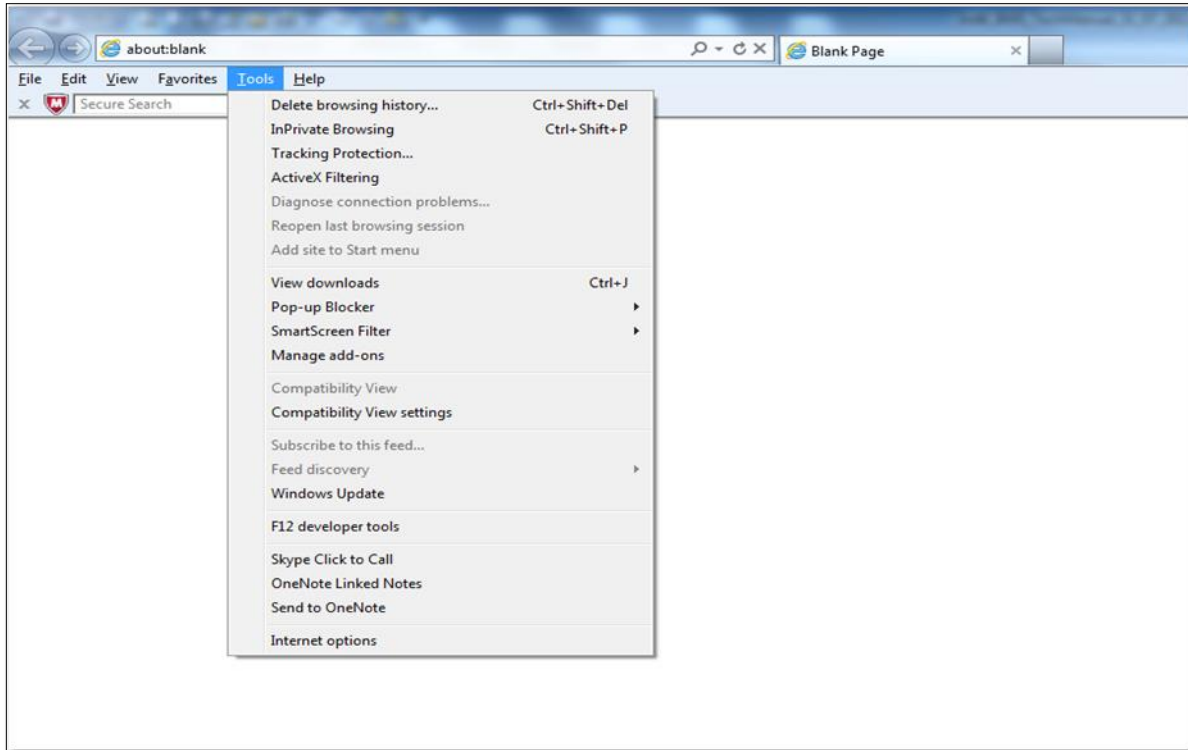 about:blank
Blank Page
File Edit View Favorites Tools Help
Secure Search
Delete browsing history... Ctrl+Shift+Del
InPrivate Browsing Ctrl+Shift+P
Tracking Protection...
ActiveX Filtering
Diagnose connection problems...
Reopen last browsing session
Add site to Start menu
View downloads Ctrl+J
Pop-up Blocker
SmartScreen Filter
Manage add-ons
Compatibility View
Compatibility View settings
Subscribe to this feed...
Feed discovery
Windows Update
F12 developer tools
Skype Click to Call
OneNote Linked Notes
Send to OneNote
Internet options